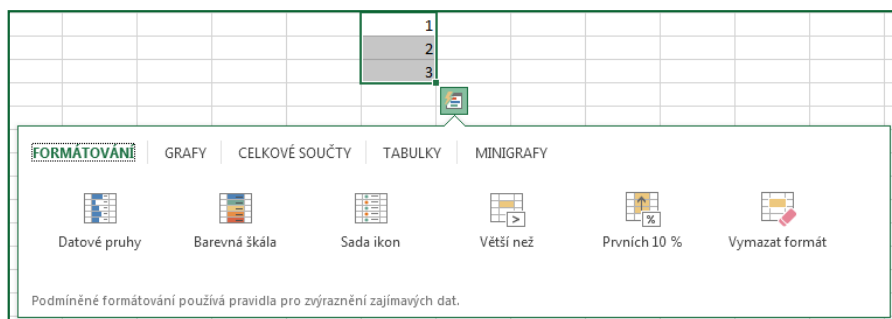 1
2
3
FORMÁTOVÁNÍ GRAFY CELKOVÉ SOUČTY TABULKY MINIGRAFY
Datové pruhy Barevná škála Sada ikon Větší než Prvních 10 % Vymazat formát
Podmíněné formátování používá pravidla pro zvýraznění zajímavých dat.